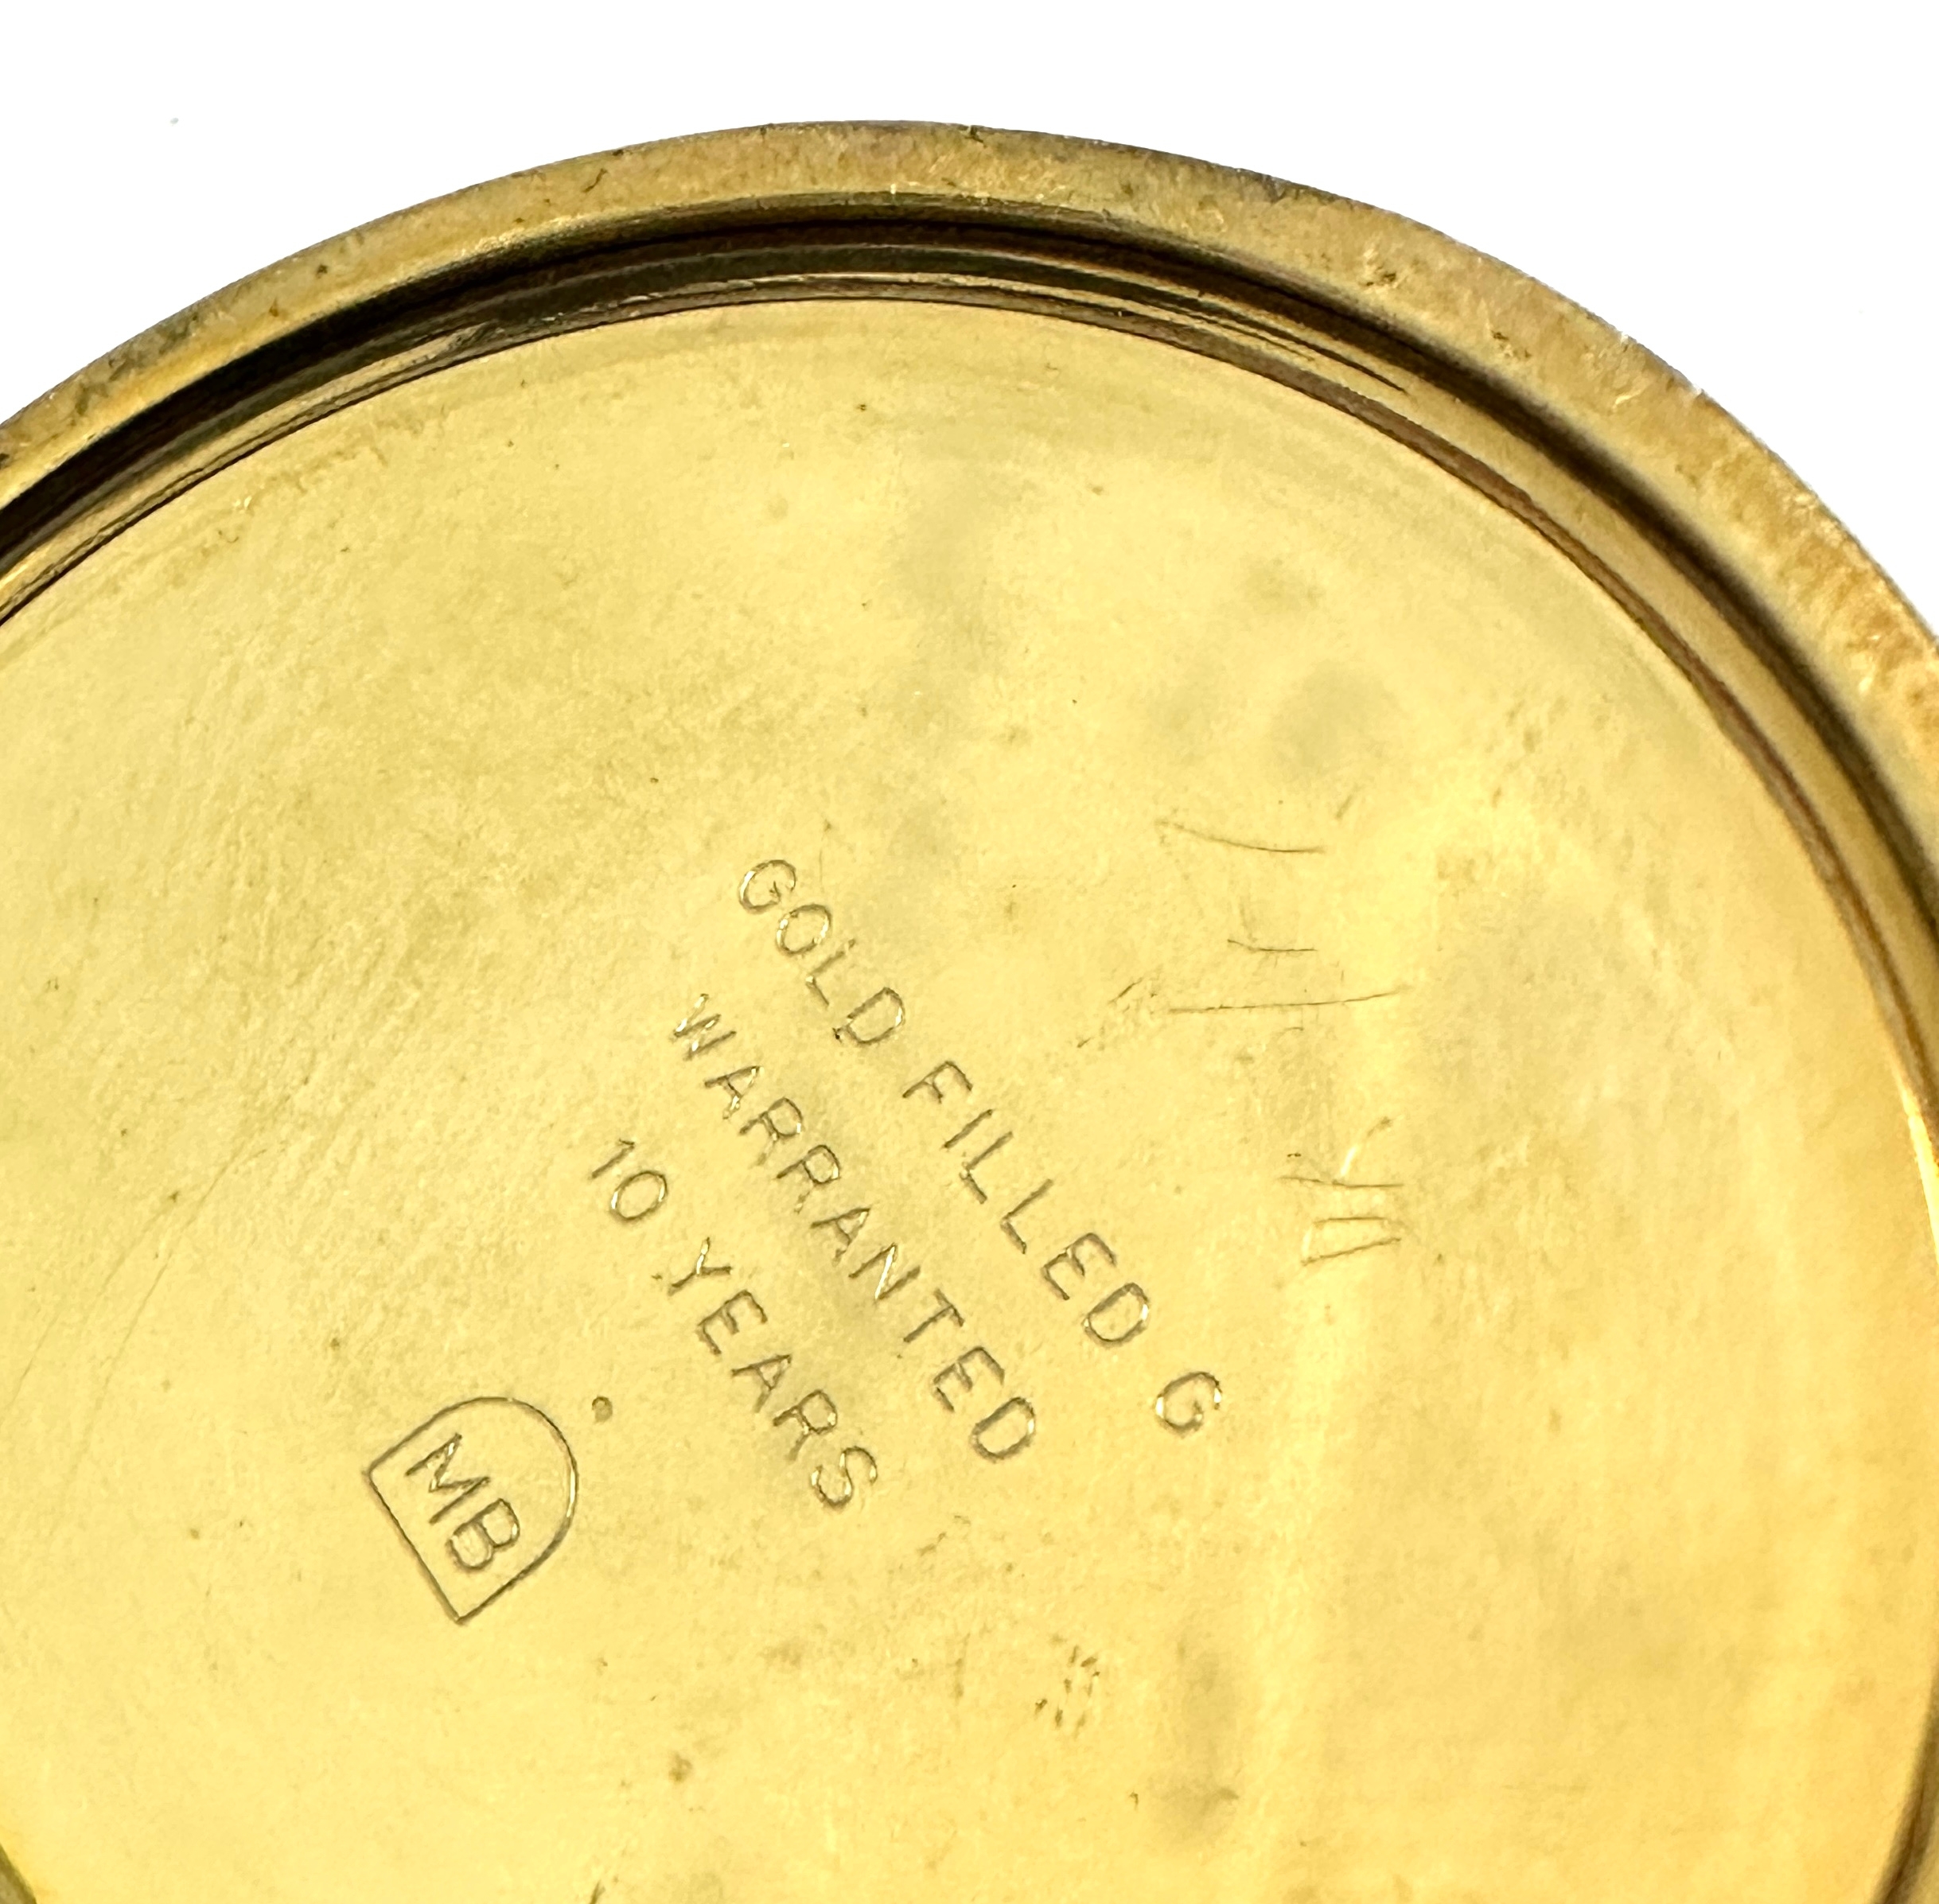 GOLD FILLED G
WARRANTED
10 YEARS
MB